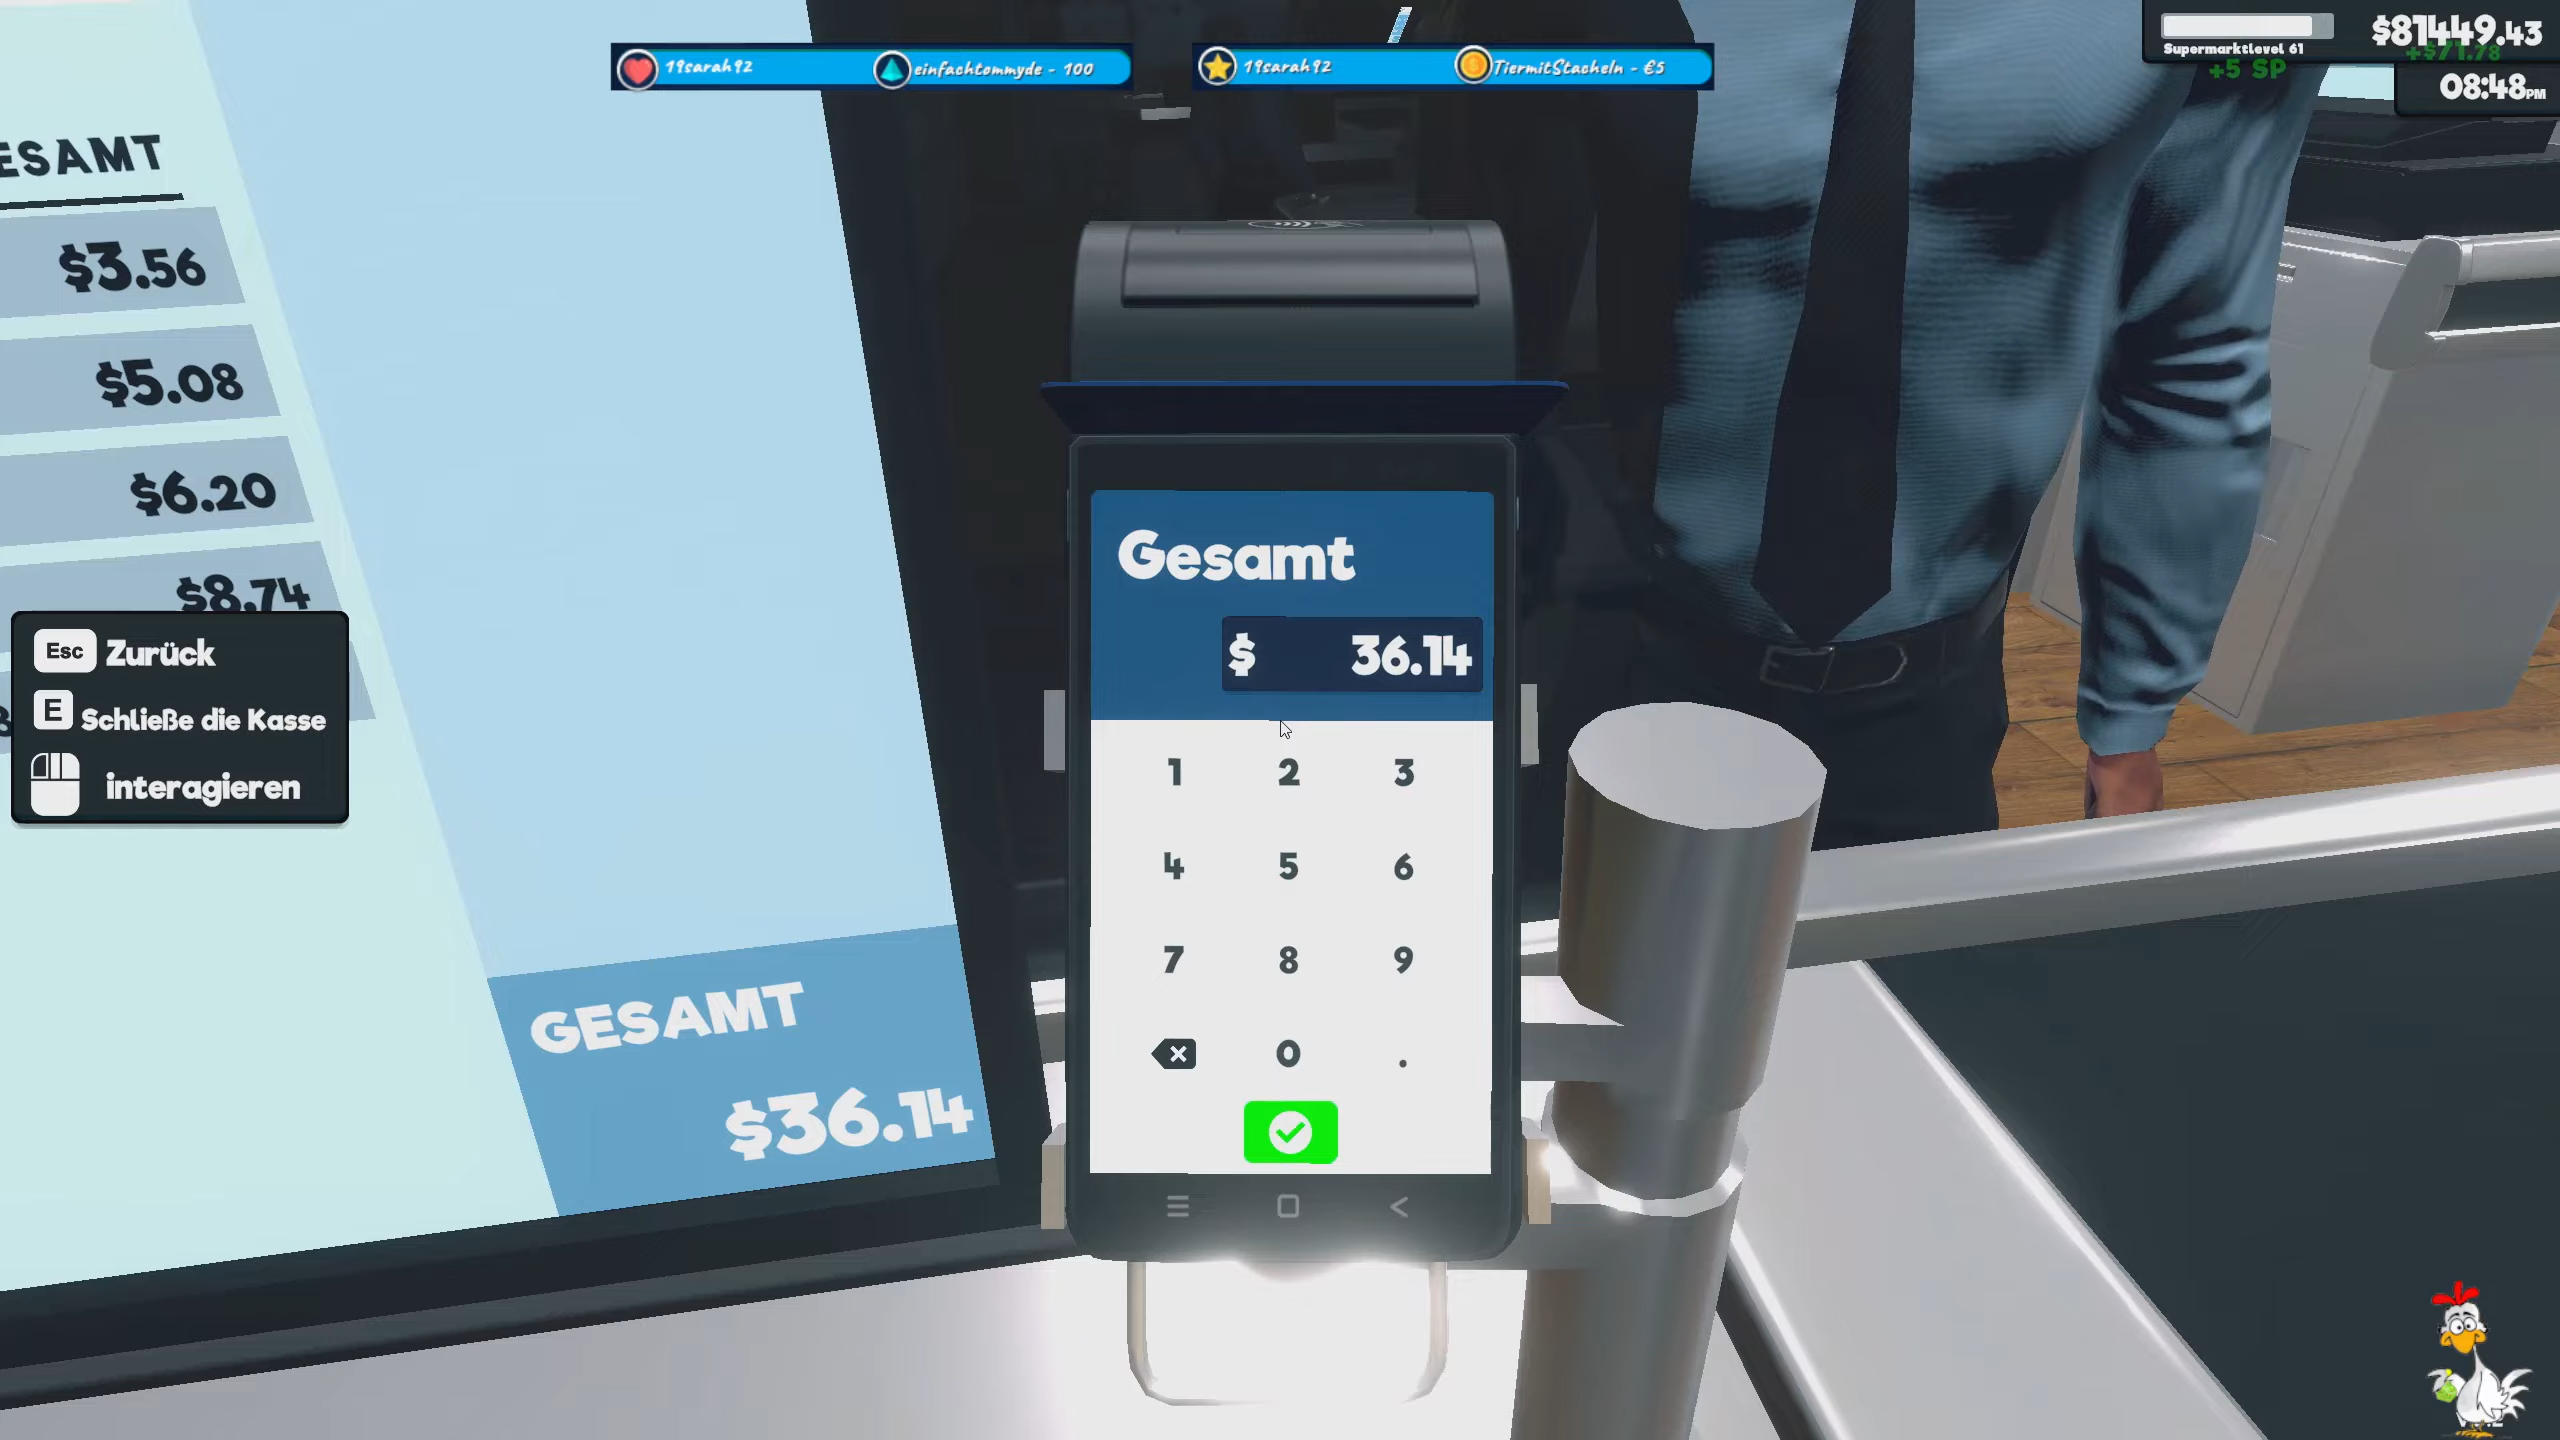 19sarah92
einfachtommyde - 100
19sarah92
TiermitStacheln - €5
Supermarktlevel 61
$81449.43
+$71.78
+5 SP
08:48PM
ESAMT
$3.56
$5.08
$6.20
$8.74
Esc Zurück
E Schließe die Kasse
interagieren
GESAMT
$36.14
Gesamt
$ 36.14
1 2 3
4 5 6
7 8 9
0 .